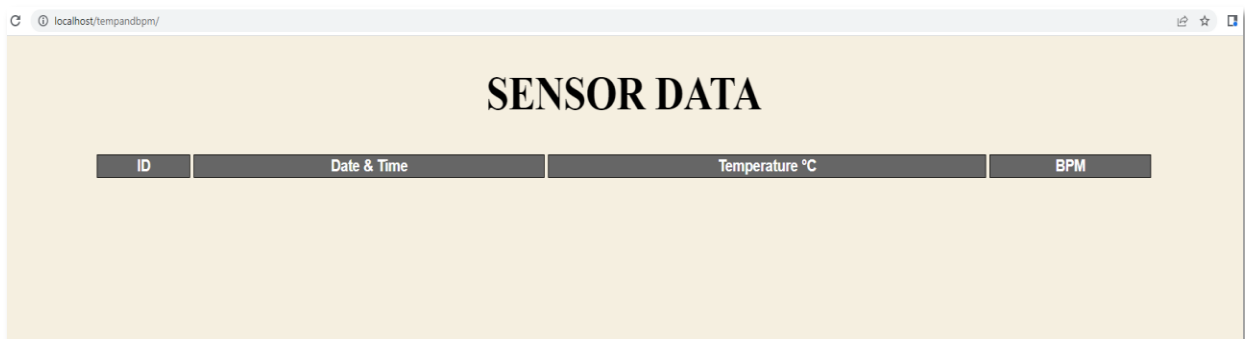 localhost/tempandbpm/
SENSOR DATA
ID Date & Time Temperature °C BPM